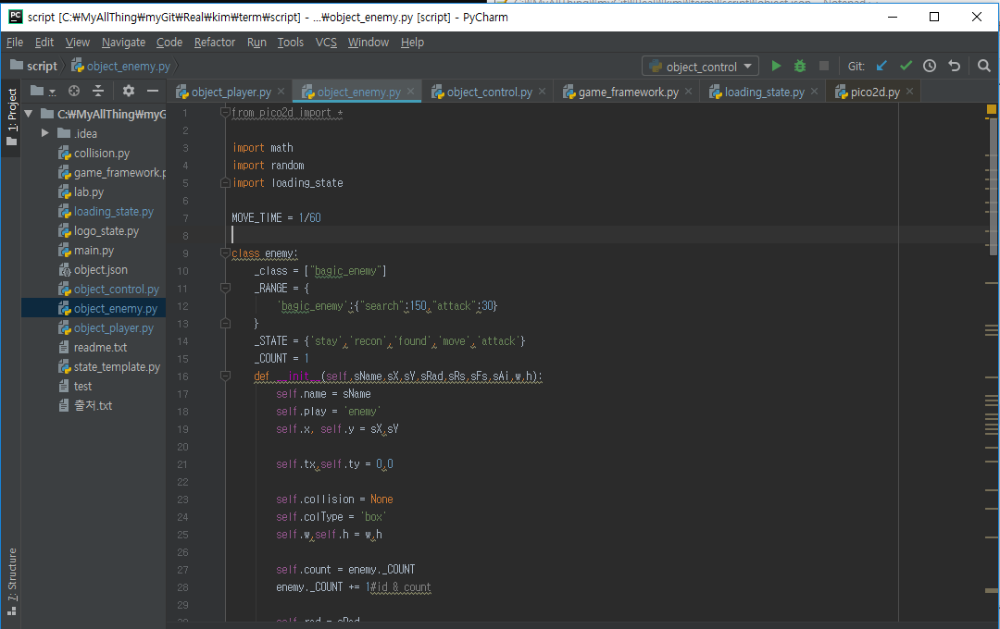 script [C:₩MyAllThing₩myGit₩Real₩kim₩term₩script] - ...₩object_enemy.py [script] - PyCharm
File Edit View Navigate Code Refactor Run Tools VCS Window Help
script object_enemy.py object_control Git:
1: Project
7: Structure
object_player.py object_enemy.py object_control.py game_framework.py loading_state.py pico2d.py
C:₩MyAllThing₩myG
.idea
collision.py
game_framework.p
lab.py
loading_state.py
logo_state.py
main.py
object.json
object_control.py
object_enemy.py
object_player.py
readme.txt
state_template.py
test
출처.txt
1 from pico2d import *
2
3 import math
4 import random
5 import loading_state
6
7 MOVE_TIME = 1/60
8
9 class enemy:
10 _class = ["bagic_enemy"]
11 _RANGE = {
12 'bagic_enemy':{"search":150,"attack":30}
13 }
14 _STATE = {'stay','recon','found','move','attack'}
15 _COUNT = 1
16 def __init__(self,sName,sX,sY,sRad,sRs,sFs,sAi,w,h):
17 self.name = sName
18 self.play = 'enemy'
19 self.x, self.y = sX,sY
20
21 self.tx,self.ty = 0,0
22
23 self.collision = None
24 self.colType = 'box'
25 self.w,self.h = w,h
26
27 self.count = enemy._COUNT
28 enemy._COUNT += 1#id & count
29